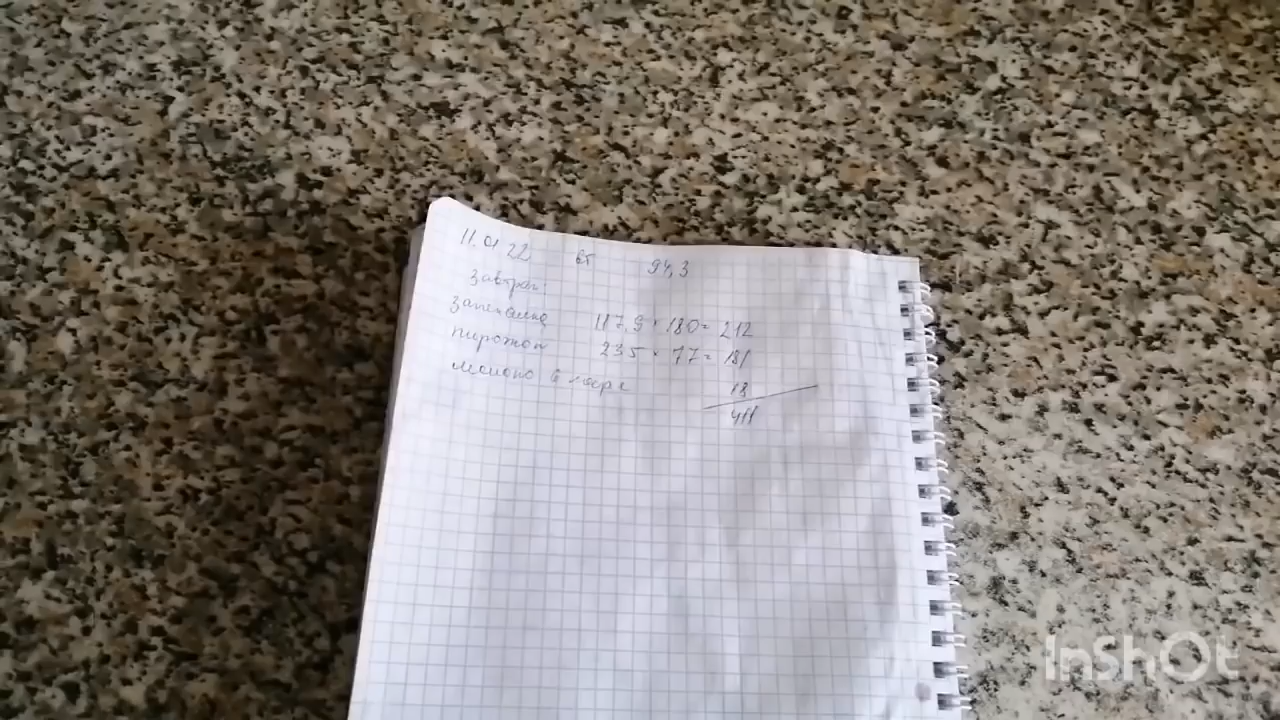 11.01.22 вт 94,3
завтрак:
запеканка 117,9 · 180 = 212
пирожок 235 · 77 = 181
молоко в кофе 18
411
InShOt